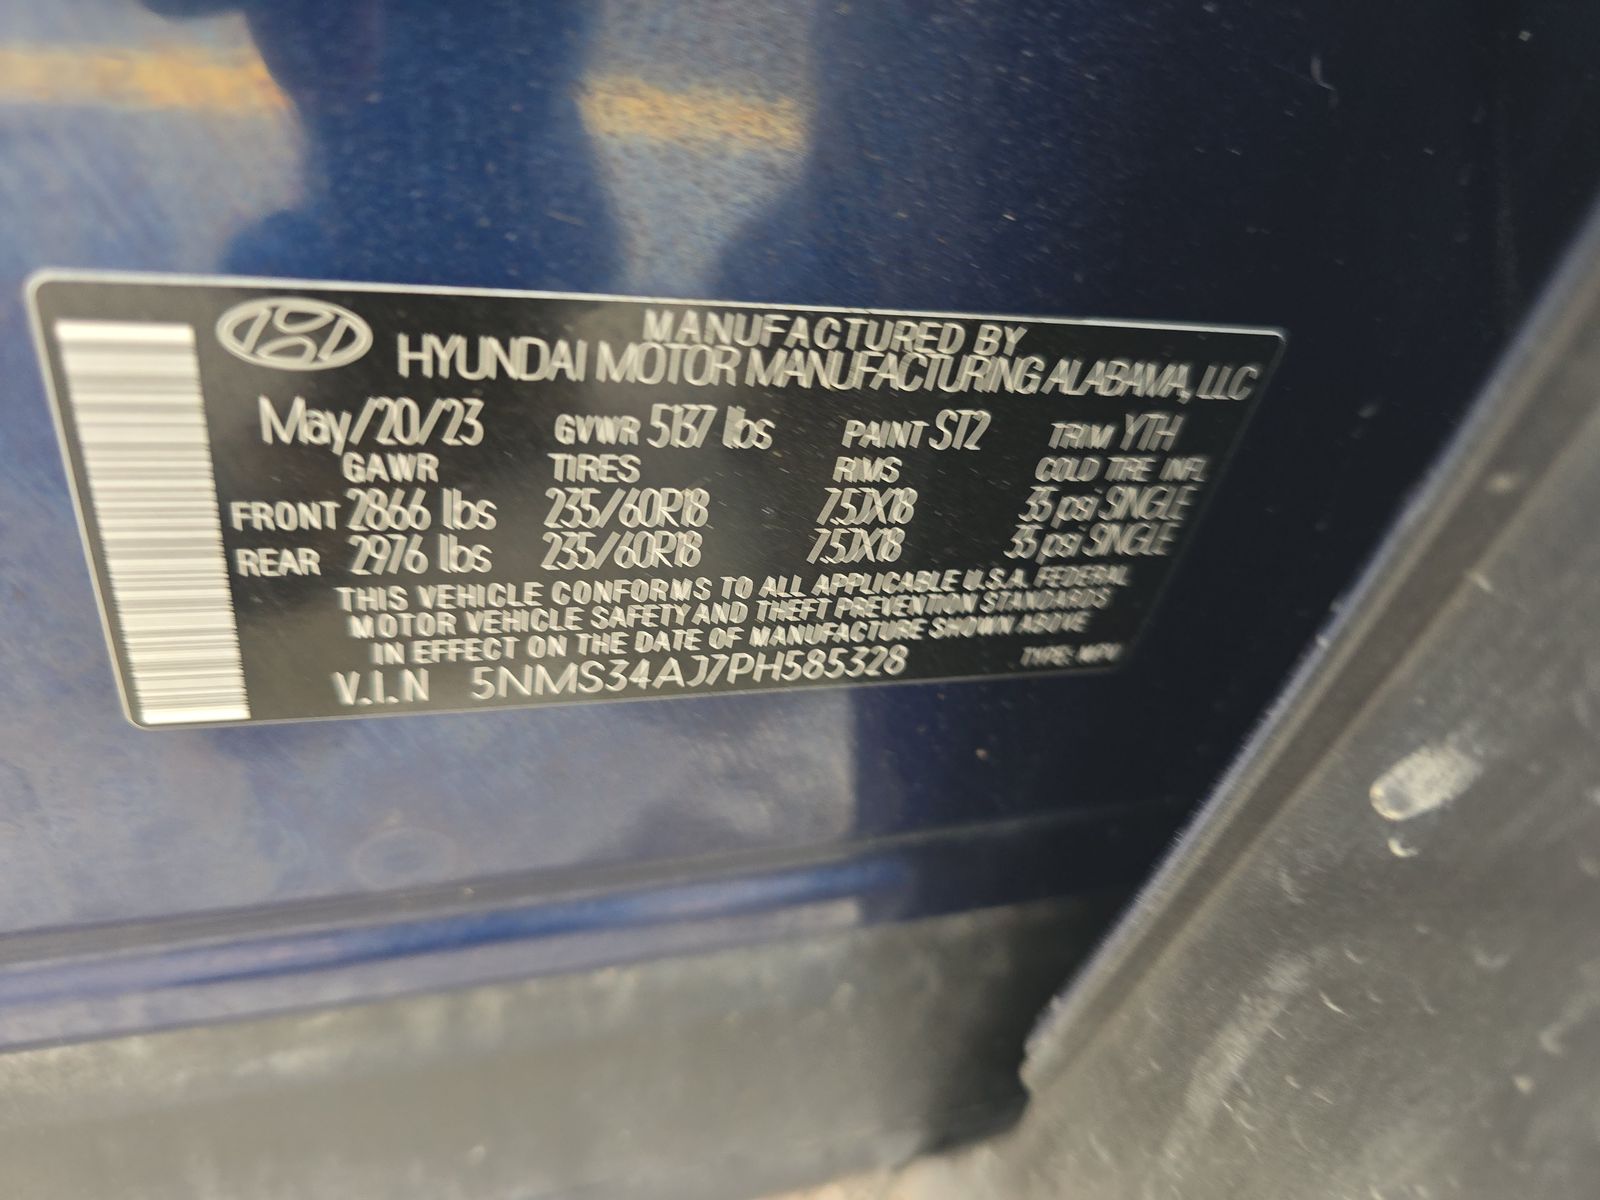 MANUFACTURED BY
HYUNDAI MOTOR MANUFACTURING ALABAMA, LLC
May/20/23 GVWR 5137 lbs PAINT ST2 TRIM YTH
GAWR TIRES RIMS COLD TIRE INFL
FRONT 2866 lbs 235/60R18 7.5JX18 35 psi SINGLE
REAR 2976 lbs 235/60R18 7.5JX18 35 psi SINGLE
THIS VEHICLE CONFORMS TO ALL APPLICABLE U.S.A. FEDERAL
MOTOR VEHICLE SAFETY AND THEFT PREVENTION STANDARDS
IN EFFECT ON THE DATE OF MANUFACTURE SHOWN ABOVE
V.I.N 5NMS34AJ7PH585328 TYPE: MPV